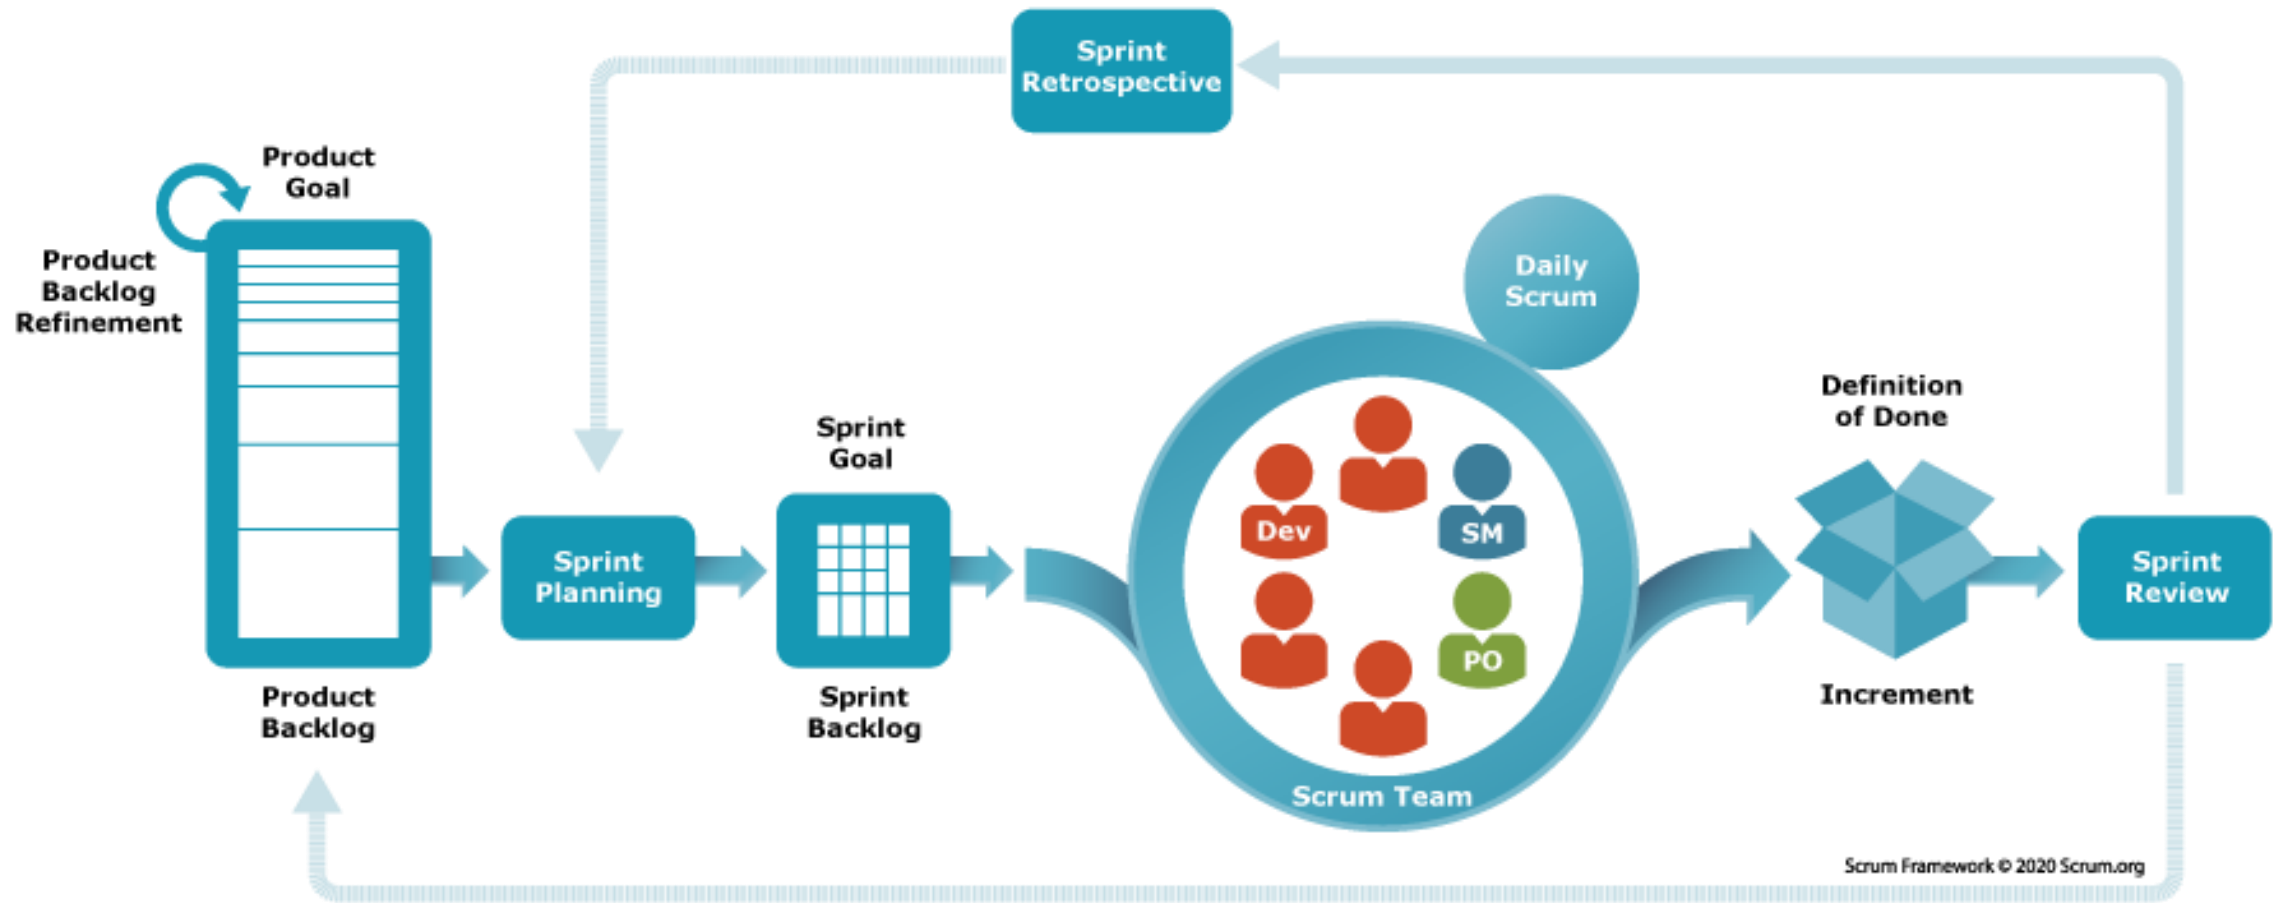 Sprint
Retrospective
Product
Goal
Product
Backlog
Refinement
Daily
Scrum
Definition
of Done
Sprint
Goal
Dev
SM
Sprint
Planning
Sprint
Review
PO
Product
Backlog
Sprint
Backlog
Increment
Scrum Team
Scrum Framework © 2020 Scrum.org